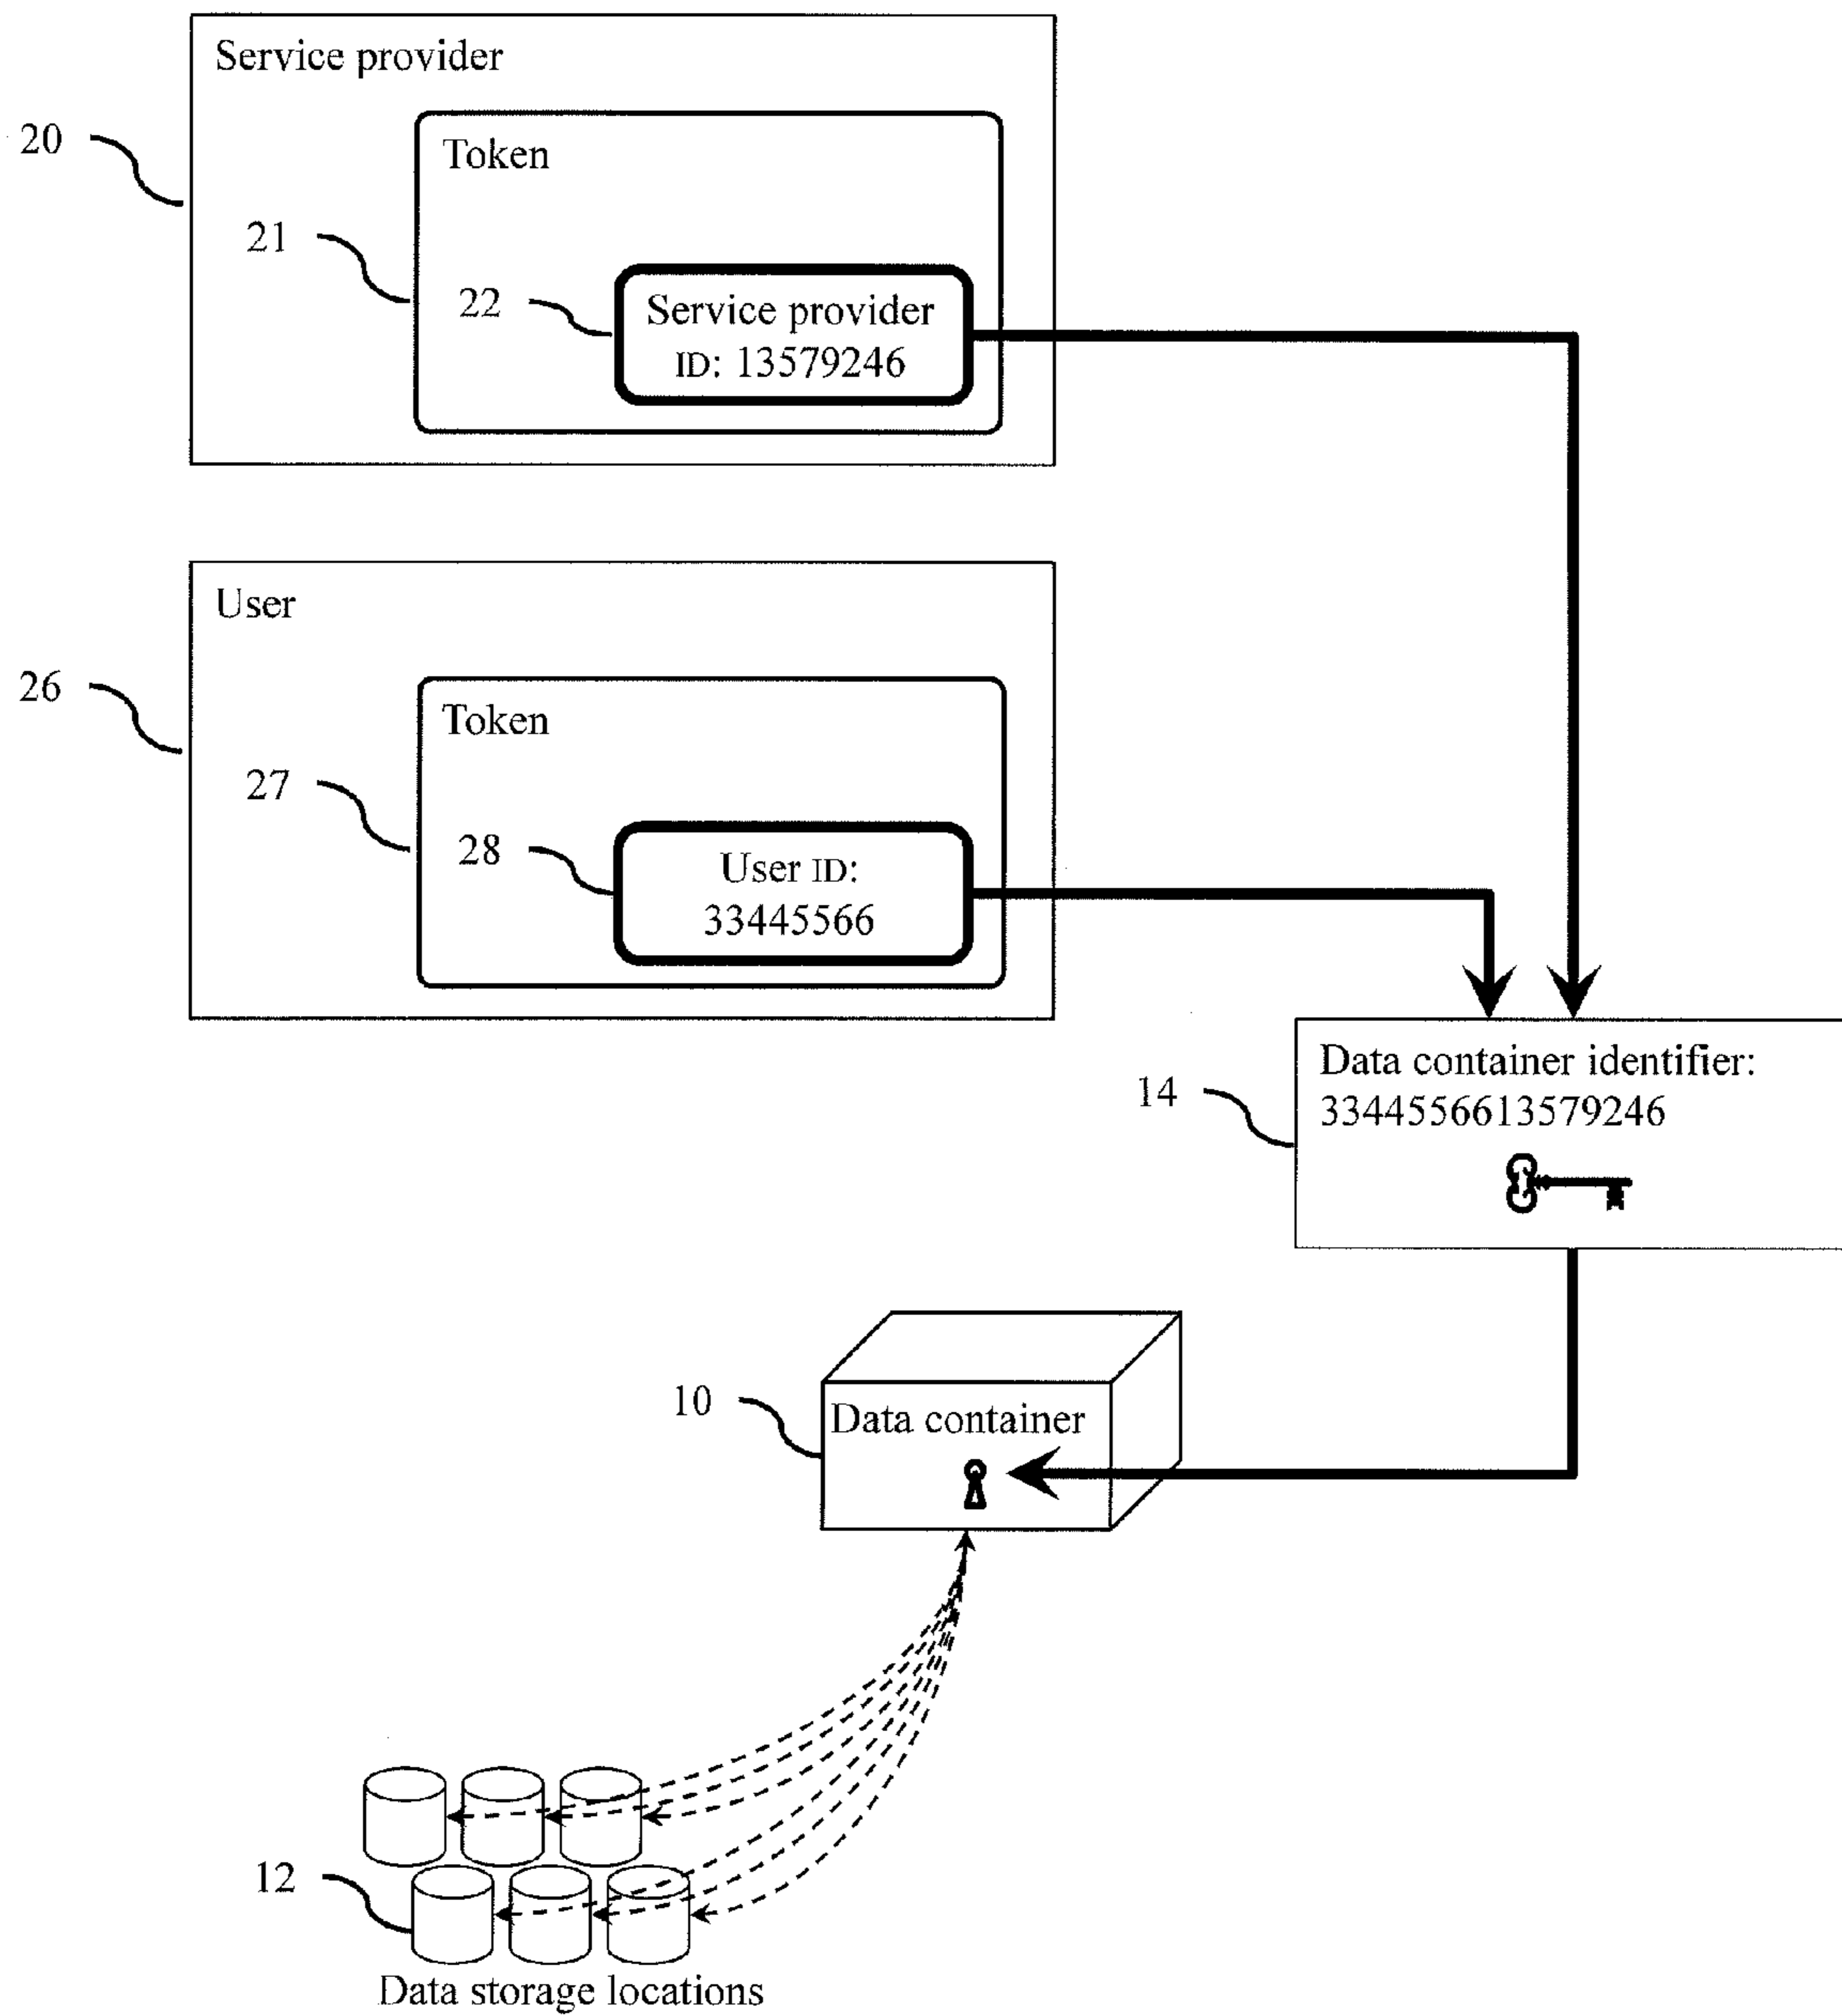 Service provider
20
Token
21
22
Service provider
ID: 13579246
User
26
Token
27
28
User ID:
33445566
Data container identifier:
14
3344556613579246
10
Data container
12
Data storage locations